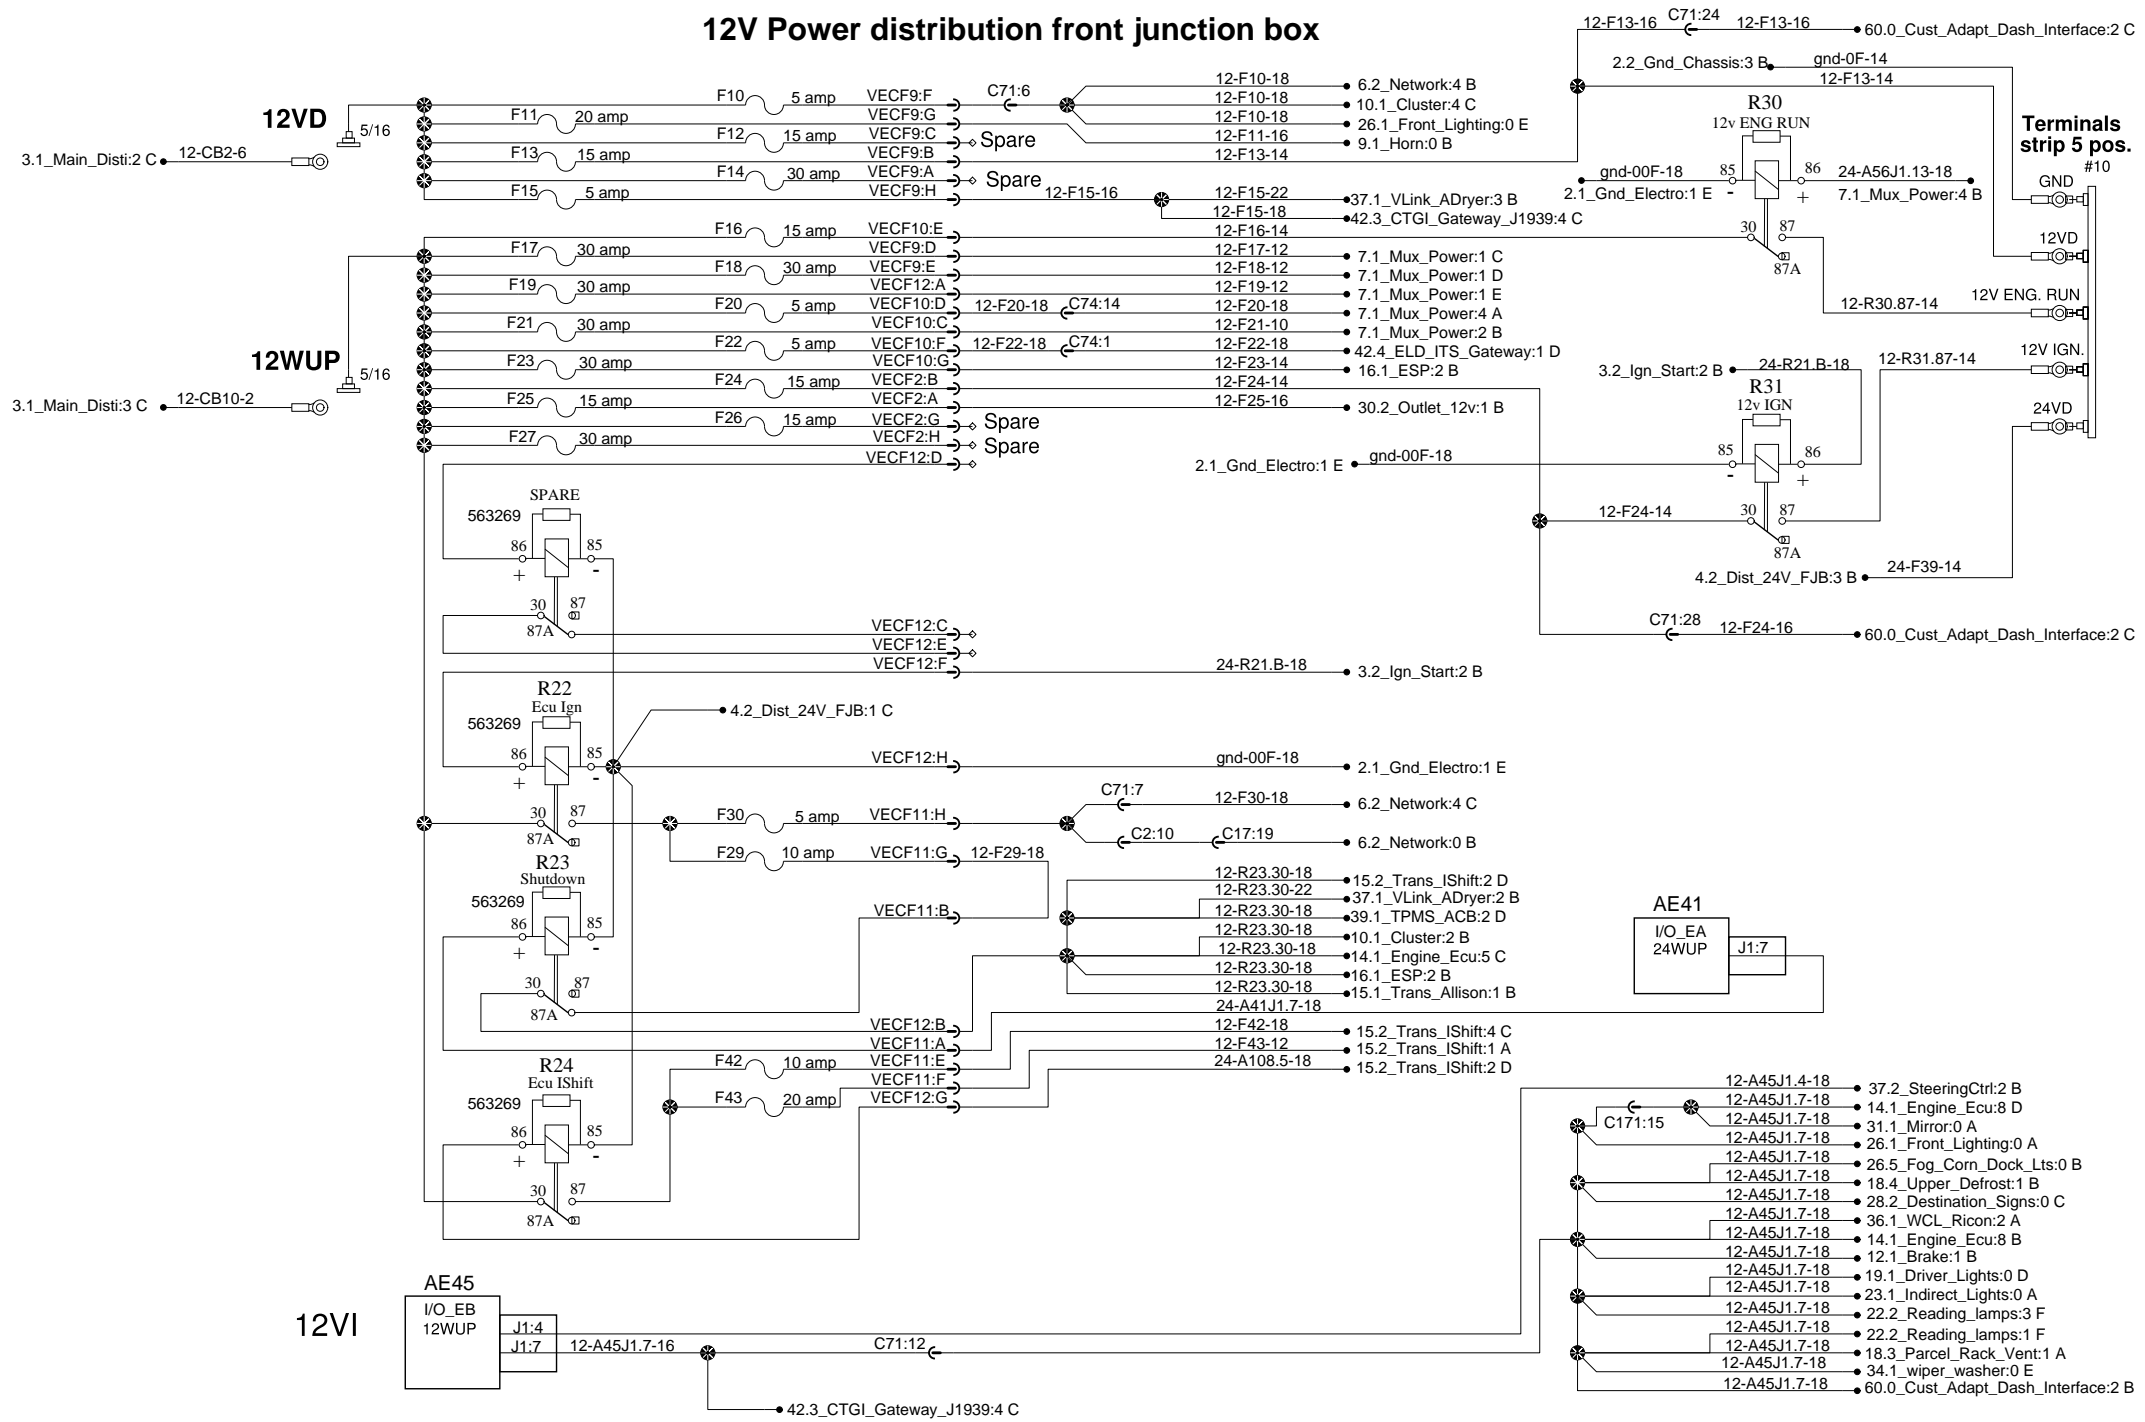 12V Power distribution front junction box
12-F13-16
C71:24
12-F13-16
60.0_Cust_Adapt_Dash_Interface:2 C
2.2_Gnd_Chassis:3 B
gnd-0F-14
12-F13-14
12VD
5/16
3.1_Main_Disti:2 C
12-CB2-6
F10
5 amp
VECF9:F
C71:6
12-F10-18
6.2_Network:4 B
12-F10-18
10.1_Cluster:4 C
F11
20 amp
VECF9:G
12-F10-18
26.1_Front_Lighting:0 E
F12
15 amp
VECF9:C
Spare
12-F11-16
9.1_Horn:0 B
F13
15 amp
VECF9:B
12-F13-14
F14
30 amp
VECF9:A
Spare
F15
5 amp
VECF9:H
12-F15-16
12-F15-22
37.1_VLink_ADryer:3 B
12-F15-18
42.3_CTGI_Gateway_J1939:4 C
R30
12v ENG RUN
gnd-00F-18
85
86
24-A56J1.13-18
2.1_Gnd_Electro:1 E
-
+
7.1_Mux_Power:4 B
30
87
87A
Terminals
strip 5 pos.
#10
GND
12VD
12V ENG. RUN
12-R30.87-14
12V IGN.
24VD
12WUP
5/16
3.1_Main_Disti:3 C
12-CB10-2
F16
15 amp
VECF10:E
12-F16-14
F17
30 amp
VECF9:D
12-F17-12
7.1_Mux_Power:1 C
F18
30 amp
VECF9:E
12-F18-12
7.1_Mux_Power:1 D
F19
30 amp
VECF12:A
12-F19-12
7.1_Mux_Power:1 E
F20
5 amp
VECF10:D
12-F20-18
C74:14
12-F20-18
7.1_Mux_Power:4 A
F21
30 amp
VECF10:C
12-F21-10
7.1_Mux_Power:2 B
F22
5 amp
VECF10:F
12-F22-18
C74:1
12-F22-18
42.4_ELD_ITS_Gateway:1 D
F23
30 amp
VECF10:G
12-F23-14
16.1_ESP:2 B
F24
15 amp
VECF2:B
12-F24-14
F25
15 amp
VECF2:A
12-F25-16
30.2_Outlet_12v:1 B
F26
15 amp
VECF2:G
Spare
F27
30 amp
VECF2:H
Spare
VECF12:D
3.2_Ign_Start:2 B
24-R21.B-18
12-R31.87-14
R31
12v IGN
2.1_Gnd_Electro:1 E
gnd-00F-18
85
86
-
+
12-F24-14
30
87
87A
4.2_Dist_24V_FJB:3 B
24-F39-14
C71:28
12-F24-16
60.0_Cust_Adapt_Dash_Interface:2 C
SPARE
563269
86
85
+
-
30
87
87A
VECF12:C
VECF12:E
VECF12:F
24-R21.B-18
3.2_Ign_Start:2 B
R22
Ecu Ign
563269
4.2_Dist_24V_FJB:1 C
86
85
+
-
VECF12:H
gnd-00F-18
2.1_Gnd_Electro:1 E
30
87
87A
F30
5 amp
VECF11:H
C71:7
12-F30-18
6.2_Network:4 C
C2:10
C17:19
6.2_Network:0 B
F29
10 amp
VECF11:G
12-F29-18
R23
Shutdown
563269
86
85
+
-
30
87
87A
VECF11:B
12-R23.30-18
15.2_Trans_IShift:2 D
12-R23.30-22
37.1_VLink_ADryer:2 B
12-R23.30-18
39.1_TPMS_ACB:2 D
12-R23.30-18
10.1_Cluster:2 B
12-R23.30-18
14.1_Engine_Ecu:5 C
12-R23.30-18
16.1_ESP:2 B
12-R23.30-18
15.1_Trans_Allison:1 B
24-A41J1.7-18
AE41
I/O_EA
24WUP
J1:7
VECF12:B
12-F42-18
15.2_Trans_IShift:4 C
VECF11:A
12-F43-12
15.2_Trans_IShift:1 A
F42
10 amp
VECF11:E
24-A108.5-18
15.2_Trans_IShift:2 D
VECF11:F
F43
20 amp
VECF12:G
R24
Ecu IShift
563269
86
85
+
-
30
87
87A
12-A45J1.4-18
37.2_SteeringCtrl:2 B
12-A45J1.7-18
14.1_Engine_Ecu:8 D
C171:15
12-A45J1.7-18
31.1_Mirror:0 A
12-A45J1.7-18
26.1_Front_Lighting:0 A
12-A45J1.7-18
26.5_Fog_Corn_Dock_Lts:0 B
12-A45J1.7-18
18.4_Upper_Defrost:1 B
12-A45J1.7-18
28.2_Destination_Signs:0 C
12-A45J1.7-18
36.1_WCL_Ricon:2 A
12-A45J1.7-18
14.1_Engine_Ecu:8 B
12-A45J1.7-18
12.1_Brake:1 B
12-A45J1.7-18
19.1_Driver_Lights:0 D
12-A45J1.7-18
23.1_Indirect_Lights:0 A
12-A45J1.7-18
22.2_Reading_lamps:3 F
12-A45J1.7-18
22.2_Reading_lamps:1 F
12-A45J1.7-18
18.3_Parcel_Rack_Vent:1 A
12-A45J1.7-18
34.1_wiper_washer:0 E
12-A45J1.7-18
60.0_Cust_Adapt_Dash_Interface:2 B
12VI
AE45
I/O_EB
12WUP
J1:4
J1:7
12-A45J1.7-16
C71:12
42.3_CTGI_Gateway_J1939:4 C